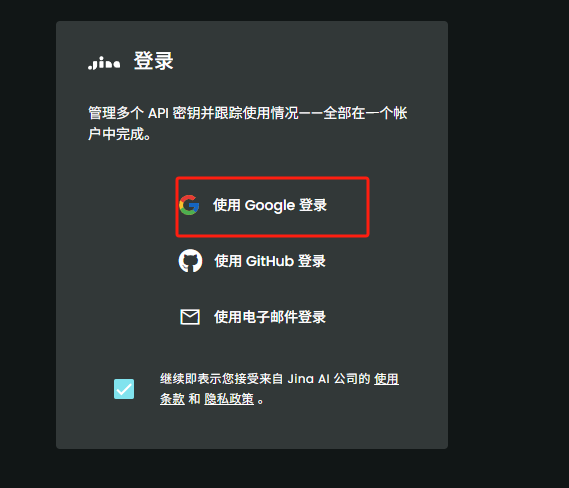 Jina 登录
管理多个 API 密钥并跟踪使用情况——全部在一个帐
户中完成。
使用 Google 登录
使用 GitHub 登录
使用电子邮件登录
继续即表示您接受来自 Jina AI 公司的 使用
条款 和 隐私政策 。